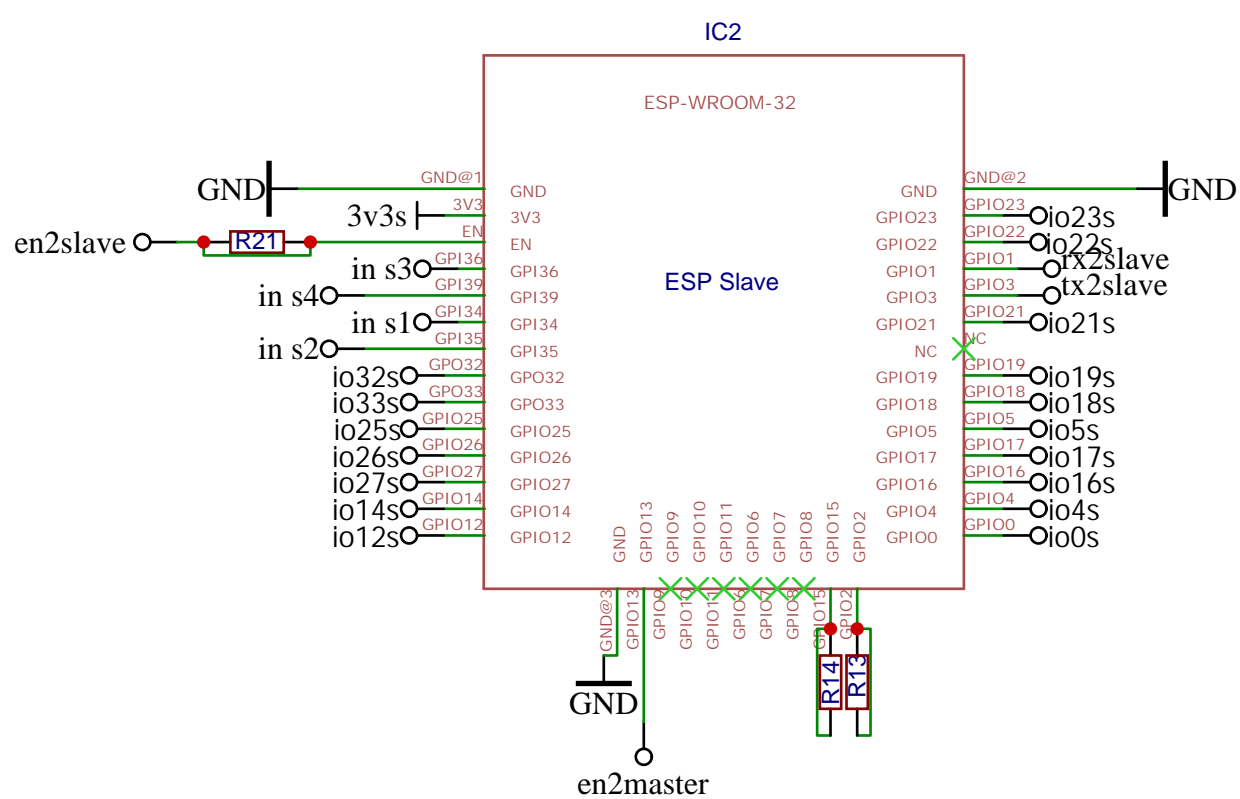 IC2
ESP-WROOM-32
ESP Slave
GND
GND@1
GND
3v3s
3V3
3V3
en2slave
R21
EN
EN
in s3
GPI36
GPI36
in s4
GPI39
GPI39
in s1
GPI34
GPI34
in s2
GPI35
GPI35
io32s
GPO32
GPO32
io33s
GPO33
GPO33
io25s
GPIO25
GPIO25
io26s
GPIO26
GPIO26
io27s
GPIO27
GPIO27
io14s
GPIO14
GPIO14
io12s
GPIO12
GPIO12
GND
GND@2
GND
GPIO23
GPIO23
io23s
GPIO22
GPIO22
io22s
GPIO1
GPIO1
rx2slave
GPIO3
GPIO3
tx2slave
GPIO21
GPIO21
io21s
NC
NC
GPIO19
GPIO19
io19s
GPIO18
GPIO18
io18s
GPIO5
GPIO5
io5s
GPIO17
GPIO17
io17s
GPIO16
GPIO16
io16s
GPIO4
GPIO4
io4s
GPIO0
GPIO0
io0s
GND
GPIO13
GPIO9
GPIO10
GPIO11
GPIO6
GPIO7
GPIO8
GPIO15
GPIO2
GND@3
GPIO13
GPIO9
GPIO10
GPIO11
GPIO6
GPIO7
GPIO8
GPIO15
GPIO2
R14
R13
GND
en2master